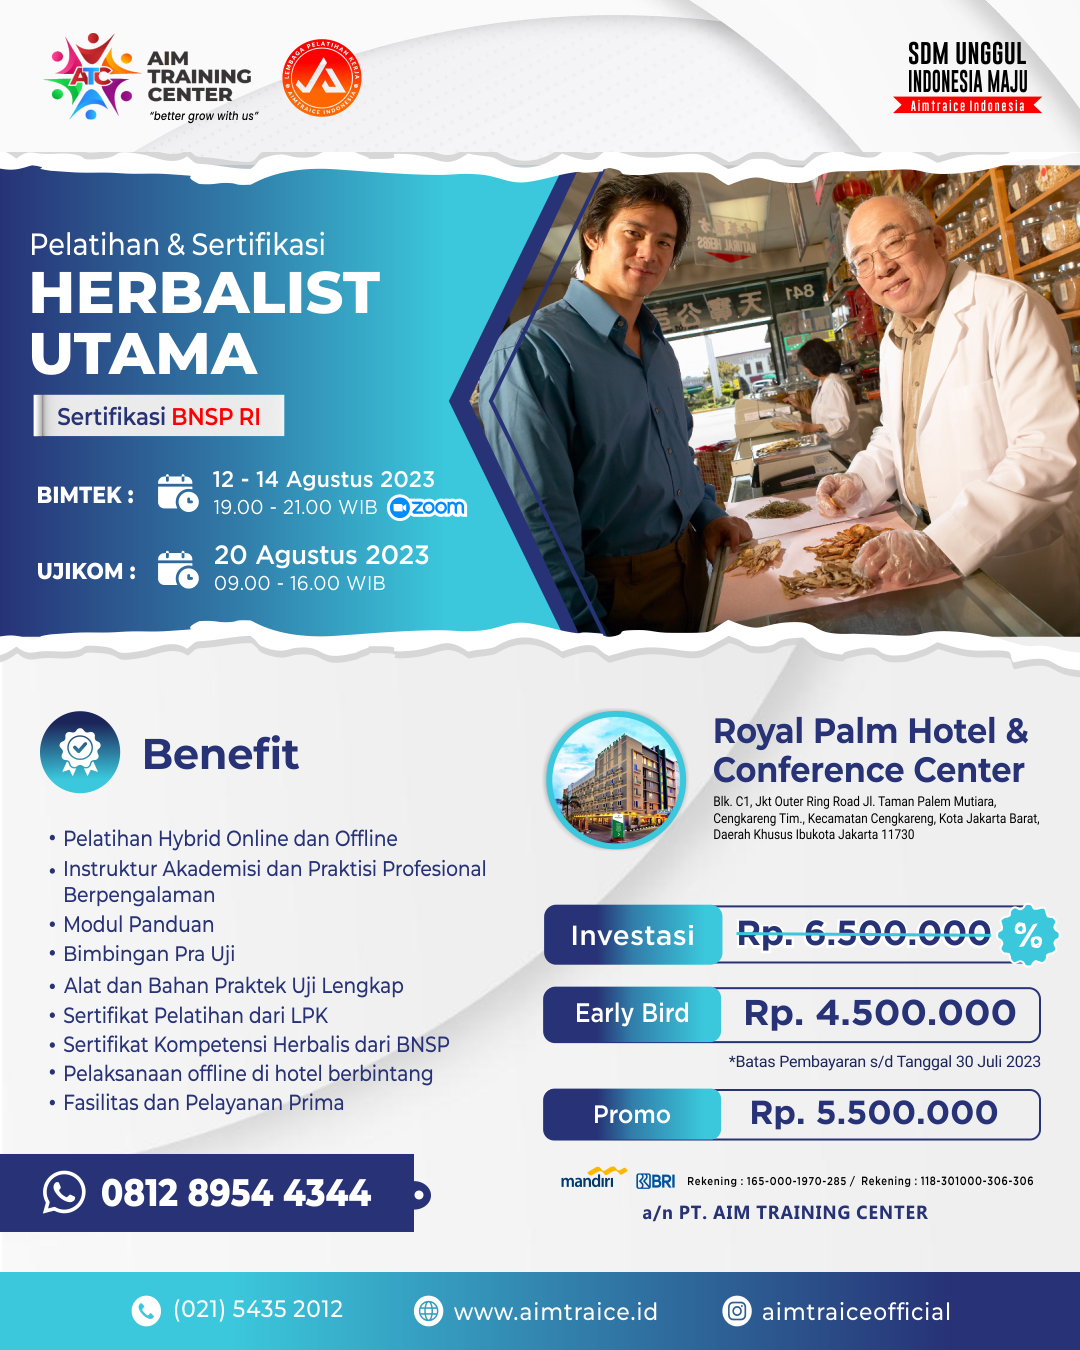 ATC
AIM
TRAINING
CENTER
"better grow with us"
LEMBAGA PELATIHAN KERJA
AIMTRAICE INDONESIA
SDM UNGGUL
INDONESIA MAJU
Aimtraice Indonesia
Pelatihan & Sertifikasi
HERBALIST
UTAMA
Sertifikasi BNSP RI
BIMTEK :
12 - 14 Agustus 2023
19.00 - 21.00 WIB zoom
UJIKOM :
20 Agustus 2023
09.00 - 16.00 WIB
NATURAL HERBS
841
Benefit
• Pelatihan Hybrid Online dan Offline
• Instruktur Akademisi dan Praktisi Profesional
Berpengalaman
• Modul Panduan
• Bimbingan Pra Uji
• Alat dan Bahan Praktek Uji Lengkap
• Sertifikat Pelatihan dari LPK
• Sertifikat Kompetensi Herbalis dari BNSP
• Pelaksanaan offline di hotel berbintang
• Fasilitas dan Pelayanan Prima
0812 8954 4344
Royal Palm Hotel &
Conference Center
Blk. C1, Jkt Outer Ring Road Jl. Taman Palem Mutiara,
Cengkareng Tim., Kecamatan Cengkareng, Kota Jakarta Barat,
Daerah Khusus Ibukota Jakarta 11730
Investasi Rp. 6.500.000 %
Early Bird Rp. 4.500.000
*Batas Pembayaran s/d Tanggal 30 Juli 2023
Promo Rp. 5.500.000
mandiri BRI Rekening : 165-000-1970-285 / Rekening : 118-301000-306-306
a/n PT. AIM TRAINING CENTER
(021) 5435 2012 www.aimtraice.id aimtraiceofficial